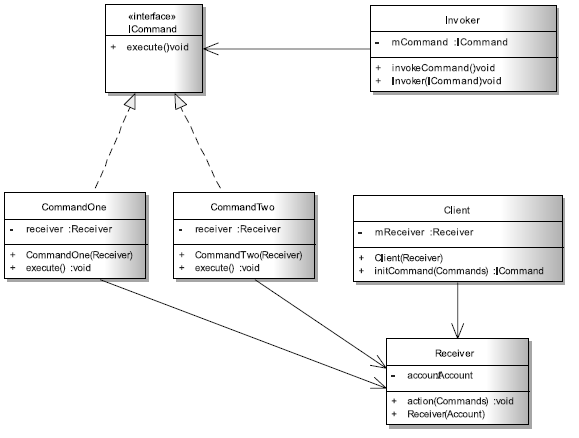 «interface»
ICommand
+ execute()void
Invoker
- mCommand :ICommand
+ invokeCommand()void
+ Invoker(ICommand)void
CommandOne
- receiver :Receiver
+ CommandOne(Receiver)
+ execute() :void
CommandTwo
- receiver :Receiver
+ CommandTwo(Receiver)
+ execute() :void
Client
- mReceiver :Receiver
+ Client(Receiver)
+ initCommand(Commands) :ICommand
Receiver
- account:Account
+ action(Commands) :void
+ Receiver(Account)